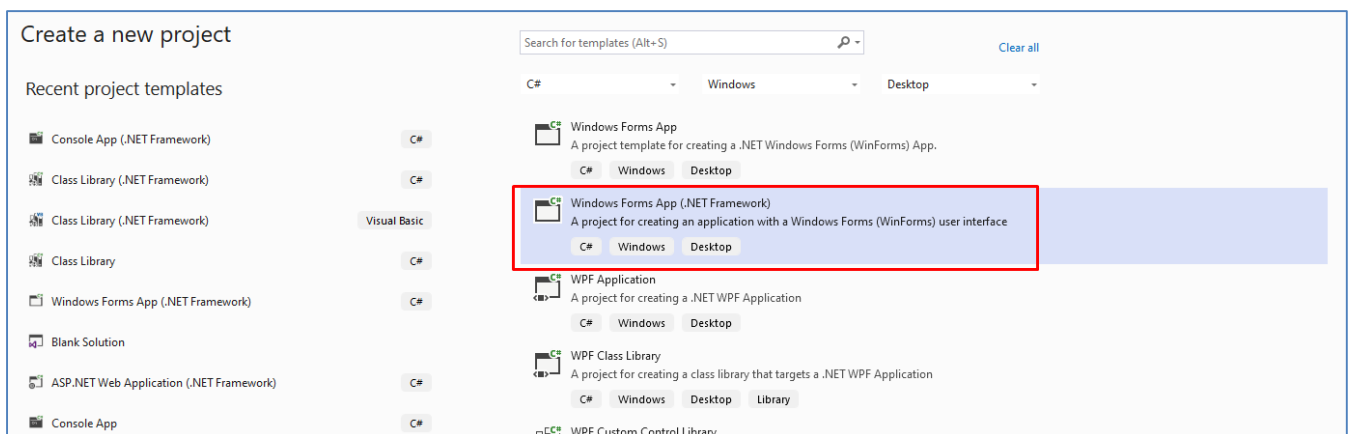 Create a new project
Recent project templates
Console App (.NET Framework) C#
Class Library (.NET Framework) C#
Class Library (.NET Framework) Visual Basic
Class Library C#
Windows Forms App (.NET Framework) C#
Blank Solution
ASP.NET Web Application (.NET Framework) C#
Console App C#
Search for templates (Alt+S)
Clear all
C# Windows Desktop
C#
Windows Forms App
A project template for creating a .NET Windows Forms (WinForms) App.
C# Windows Desktop
C#
Windows Forms App (.NET Framework)
A project for creating an application with a Windows Forms (WinForms) user interface
C# Windows Desktop
C#
WPF Application
A project for creating a .NET WPF Application
C# Windows Desktop
C#
WPF Class Library
A project for creating a class library that targets a .NET WPF Application
C# Windows Desktop Library
C#
WPF Custom Control Library